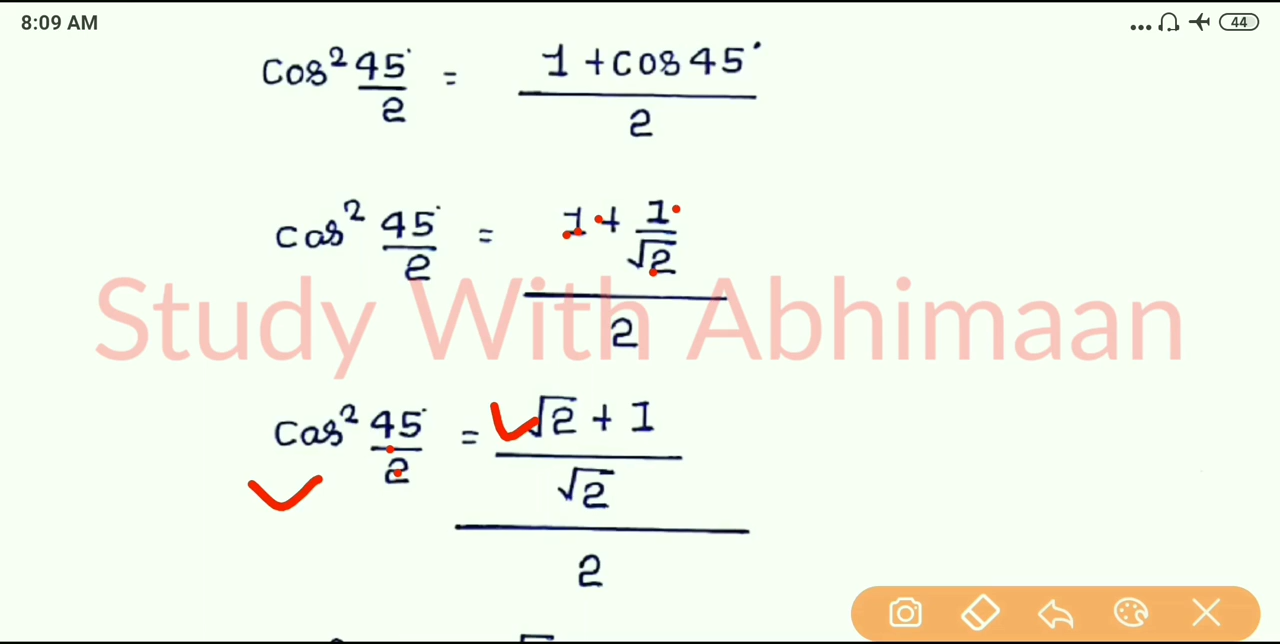 8:09 AM 44
Cos² 45°/2 = 1 + cos 45° / 2
cos² 45°/2 = 1 + 1/√2 / 2
Study With Abhimaan
cos² 45°/2 = √2 + 1 / √2 / 2